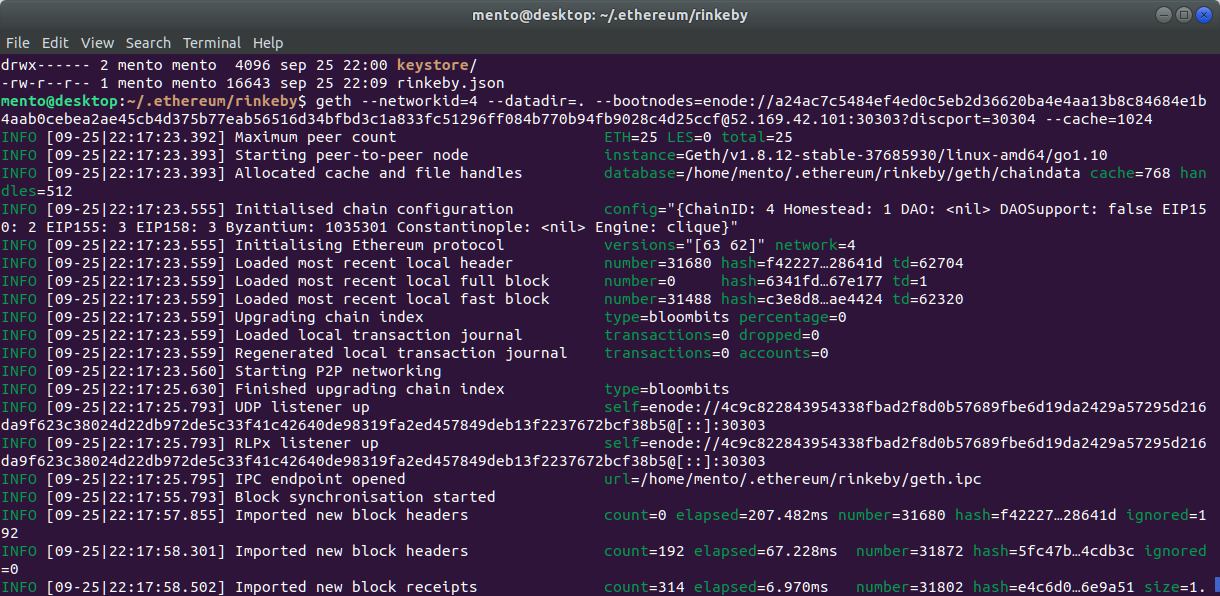 mento@desktop: ~/.ethereum/rinkeby
File Edit View Search Terminal Help
drwx------ 2 mento mento  4096 sep 25 22:00 keystore/
-rw-r--r-- 1 mento mento 16643 sep 25 22:09 rinkeby.json
mento@desktop:~/.ethereum/rinkeby$ geth --networkid=4 --datadir=. --bootnodes=enode://a24ac7c5484ef4ed0c5eb2d36620ba4e4aa13b8c84684e1b
4aab0cebea2ae45cb4d375b77eab56516d34bfbd3c1a833fc51296ff084b770b94fb9028c4d25ccf@52.169.42.101:30303?discport=30304 --cache=1024
INFO [09-25|22:17:23.392] Maximum peer count                       ETH=25 LES=0 total=25
INFO [09-25|22:17:23.393] Starting peer-to-peer node               instance=Geth/v1.8.12-stable-37685930/linux-amd64/go1.10
INFO [09-25|22:17:23.393] Allocated cache and file handles         database=/home/mento/.ethereum/rinkeby/geth/chaindata cache=768 han
dles=512
INFO [09-25|22:17:23.555] Initialised chain configuration          config="{ChainID: 4 Homestead: 1 DAO: <nil> DAOSupport: false EIP15
0: 2 EIP155: 3 EIP158: 3 Byzantium: 1035301 Constantinople: <nil> Engine: clique}"
INFO [09-25|22:17:23.555] Initialising Ethereum protocol           versions="[63 62]" network=4
INFO [09-25|22:17:23.559] Loaded most recent local header          number=31680 hash=f42227…28641d td=62704
INFO [09-25|22:17:23.559] Loaded most recent local full block      number=0     hash=6341fd…67e177 td=1
INFO [09-25|22:17:23.559] Loaded most recent local fast block      number=31488 hash=c3e8d8…ae4424 td=62320
INFO [09-25|22:17:23.559] Upgrading chain index                    type=bloombits percentage=0
INFO [09-25|22:17:23.559] Loaded local transaction journal         transactions=0 dropped=0
INFO [09-25|22:17:23.559] Regenerated local transaction journal    transactions=0 accounts=0
INFO [09-25|22:17:23.560] Starting P2P networking
INFO [09-25|22:17:25.630] Finished upgrading chain index           type=bloombits
INFO [09-25|22:17:25.793] UDP listener up                          self=enode://4c9c822843954338fbad2f8d0b57689fbe6d19da2429a57295d216
da9f623c38024d22db972de5c33f41c42640de98319fa2ed457849deb13f2237672bcf38b5@[::]:30303
INFO [09-25|22:17:25.793] RLPx listener up                         self=enode://4c9c822843954338fbad2f8d0b57689fbe6d19da2429a57295d216
da9f623c38024d22db972de5c33f41c42640de98319fa2ed457849deb13f2237672bcf38b5@[::]:30303
INFO [09-25|22:17:25.795] IPC endpoint opened                      url=/home/mento/.ethereum/rinkeby/geth.ipc
INFO [09-25|22:17:55.793] Block synchronisation started
INFO [09-25|22:17:57.855] Imported new block headers               count=0 elapsed=207.482ms number=31680 hash=f42227…28641d ignored=1
92
INFO [09-25|22:17:58.301] Imported new block headers               count=192 elapsed=67.228ms  number=31872 hash=5fc47b…4cdb3c ignored
=0
INFO [09-25|22:17:58.502] Imported new block receipts              count=314 elapsed=6.970ms   number=31802 hash=e4c6d0…6e9a51 size=1.